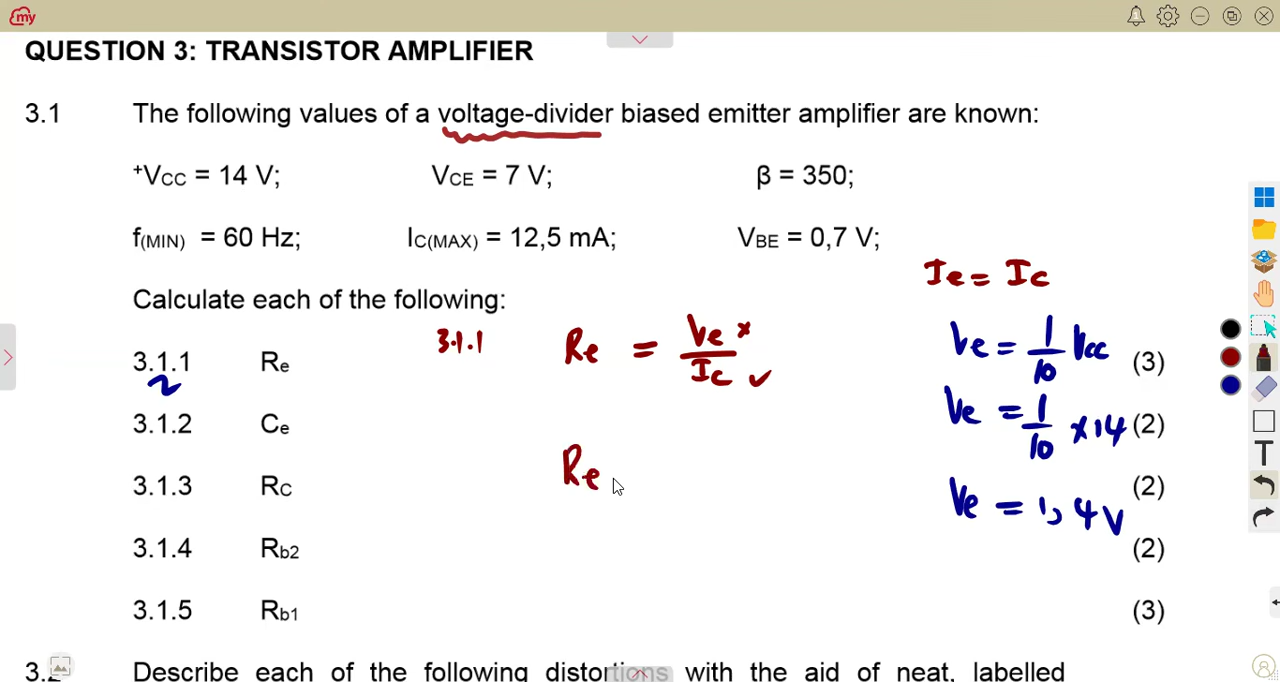 my
QUESTION 3: TRANSISTOR AMPLIFIER
3.1 The following values of a voltage-divider biased emitter amplifier are known:
+VCC = 14 V; VCE = 7 V; β = 350;
f(MIN) = 60 Hz; IC(MAX) = 12,5 mA; VBE = 0,7 V;
Ie = Ic
Calculate each of the following:
3.1.1 Re (3)
3.1.1 Re = Ve / Ic
Ve = 1/10 Vcc
3.1.2 Ce (2)
Ve = 1/10 × 14
3.1.3 RC (2)
Re
Ve = 1,4V
3.1.4 Rb2 (2)
3.1.5 Rb1 (3)
Describe each of the following distortions with the aid of neat, labelled
T